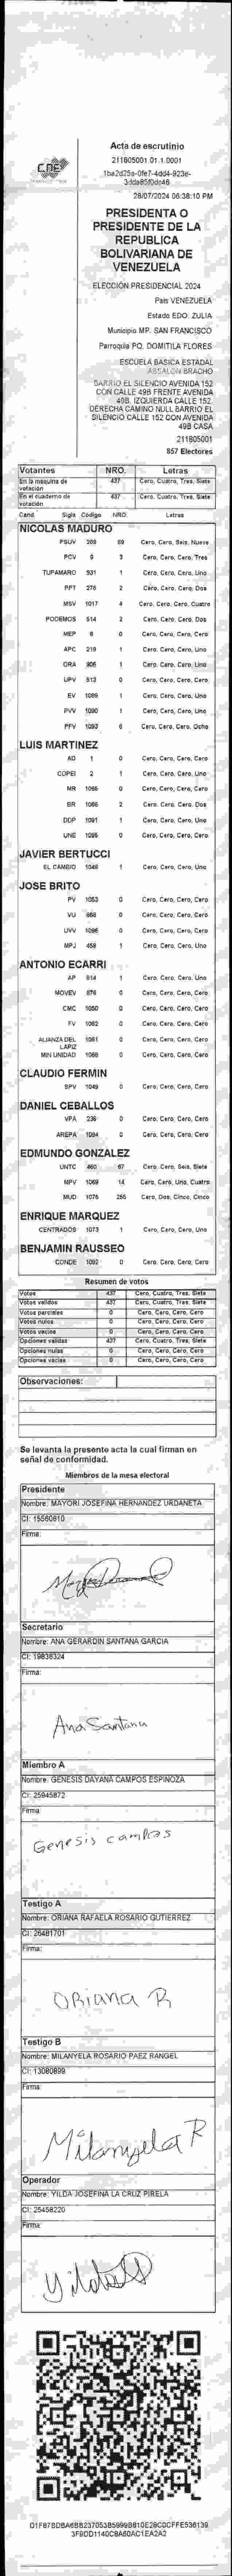 CNE
Acta de escrutinio
211805001.01.1.0001
28/07/2024 06:38:10 PM
PRESIDENTA O
PRESIDENTE DE LA
REPUBLICA
BOLIVARIANA DE
VENEZUELA
ELECCIÓN PRESIDENCIAL 2024
País VENEZUELA
Estado EDO. ZULIA
Municipio MP. SAN FRANCISCO
Parroquia PQ. DOMITILA FLORES
ESCUELA BASICA ESTADAL
ABSALON BRACHO
BARRIO EL SILENCIO AVENIDA 152
CON CALLE 49B FRENTE AVENIDA
49B. IZQUIERDA CALLE 152.
DERECHA CAMINO NULL BARRIO EL
SILENCIO CALLE 152 CON AVENIDA
49B CASA
211805001
857 Electores
Votantes NRO. Letras
En la máquina de votación 437 Cero, Cuatro, Tres, Siete
En el cuaderno de votación 437 Cero, Cuatro, Tres, Siete
Cand. Sigla Código NRO. Letras
NICOLAS MADURO
PSUV 269 69 Cero, Cero, Seis, Nueve
PCV 9 3 Cero, Cero, Cero, Tres
TUPAMARO 931 1 Cero, Cero, Cero, Uno
PPT 276 2 Cero, Cero, Cero, Dos
MSV 1017 4 Cero, Cero, Cero, Cuatro
PODEMOS 514 2 Cero, Cero, Cero, Dos
MEP 6 0 Cero, Cero, Cero, Cero
APC 219 1 Cero, Cero, Cero, Uno
ORA 906 1 Cero, Cero, Cero, Uno
UPV 513 0 Cero, Cero, Cero, Cero
EV 1089 1 Cero, Cero, Cero, Uno
PVV 1090 1 Cero, Cero, Cero, Uno
PFV 1093 Cero, Cero, Cero, Ocho
LUIS MARTINEZ
AD 1 0 Cero, Cero, Cero, Cero
COPEI 2 1 Cero, Cero, Cero, Uno
MR 1065 0 Cero, Cero, Cero, Cero
BR 1066 2 Cero, Cero, Cero, Dos
DDP 1091 1 Cero, Cero, Cero, Uno
UNE 1095 0 Cero, Cero, Cero, Cero
JAVIER BERTUCCI
EL CAMBIO 1048 1 Cero, Cero, Cero, Uno
JOSE BRITO
PV 1053 0 Cero, Cero, Cero, Cero
VU 868 0 Cero, Cero, Cero, Cero
UVV 1096 0 Cero, Cero, Cero, Cero
MPJ 458 1 Cero, Cero, Cero, Uno
ANTONIO ECARRI
AP 914 1 Cero, Cero, Cero, Uno
MOVEV 976 0 Cero, Cero, Cero, Cero
CMC 1050 0 Cero, Cero, Cero, Cero
FV 1082 0 Cero, Cero, Cero, Cero
ALIANZA DEL LAPIZ 1081 0 Cero, Cero, Cero, Cero
MIN UNIDAD 1068 0 Cero, Cero, Cero, Cero
CLAUDIO FERMIN
SPV 1049 0 Cero, Cero, Cero, Cero
DANIEL CEBALLOS
VPA 236 0 Cero, Cero, Cero, Cero
AREPA 1094 0 Cero, Cero, Cero, Cero
EDMUNDO GONZALEZ
UNTC 460 67 Cero, Cero, Seis, Siete
MPV 1069 14 Cero, Cero, Uno, Cuatro
MUD 1075 255 Cero, Dos, Cinco, Cinco
ENRIQUE MARQUEZ
CENTRADOS 1073 1 Cero, Cero, Cero, Uno
BENJAMIN RAUSSEO
CONDE 1092 0 Cero, Cero, Cero, Cero
Resumen de votos
Votos 437 Cero, Cuatro, Tres, Siete
Votos validos 437 Cero, Cuatro, Tres, Siete
Votos parciales 0 Cero, Cero, Cero, Cero
Votos nulos 0 Cero, Cero, Cero, Cero
Votos vacios 0 Cero, Cero, Cero, Cero
Opciones validas 437 Cero, Cuatro, Tres, Siete
Opciones nulas 0 Cero, Cero, Cero, Cero
Opciones vacias 0 Cero, Cero, Cero, Cero
Observaciones:
Se levanta la presente acta la cual firman en
señal de conformidad.
Miembros de la mesa electoral
Presidente
Nombre: MAYORI JOSEFINA HERNANDEZ URDANETA
CI: 15560610
Firma:
Secretario
Nombre: ANA GERARDIN SANTANA GARCIA
CI: 19838324
Firma:
Ana Santana
Miembro A
Nombre: GENESIS DAYANA CAMPOS ESPINOZA
CI: 25945872
Firma:
Genesis campos
Testigo A
Nombre: ORIANA RAFAELA ROSARIO GUTIERREZ
CI: 26481701
Firma:
ORiana R
Testigo B
Nombre: MILANYELA ROSARIO PAEZ RANGEL
CI: 13080899
Firma:
Milanyela R
Operador
Nombre: YILDA JOSEFINA LA CRUZ PIRELA
CI: 25458220
Firma: